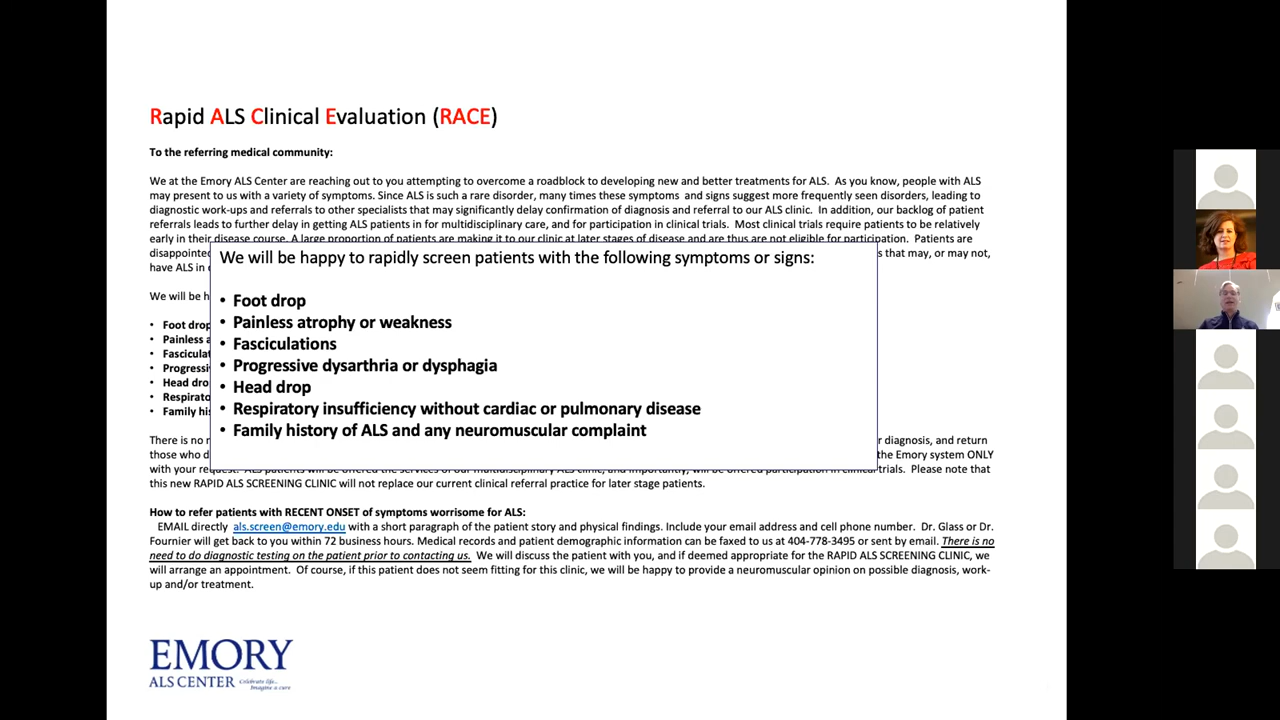 Rapid ALS Clinical Evaluation (RACE)
To the referring medical community:
We at the Emory ALS Center are reaching out to you attempting to overcome a roadblock to developing new and better treatments for ALS. As you know, people with ALS
may present to us with a variety of symptoms. Since ALS is such a rare disorder, many times these symptoms and signs suggest more frequently seen disorders, leading to
diagnostic work-ups and referrals to other specialists that may significantly delay confirmation of diagnosis and referral to our ALS clinic. In addition, our backlog of patient
referrals leads to further delay in getting ALS patients in for multidisciplinary care, and for participation in clinical trials. Most clinical trials require patients to be relatively
early in their disease course. A large proportion of patients are making it to our clinic at later stages of disease and are thus are not eligible for participation. Patients are
disappointed
that may, or may not,
have ALS in
We will be
We will be happy to rapidly screen patients with the following symptoms or signs:
• Foot drop
• Painless atrophy or weakness
• Fasciculations
• Progressive dysarthria or dysphagia
• Head drop
• Respiratory insufficiency without cardiac or pulmonary disease
• Family history of ALS and any neuromuscular complaint
• Foot drop
• Painless
• Fasciculat
• Progressi
• Head dro
• Respirato
• Family his
There is no
diagnosis, and return
those who d
the Emory system ONLY
with your request. ALS patients will be offered the services of our multidisciplinary ALS clinic, and importantly, will be offered participation in clinical trials. Please note that
this new RAPID ALS SCREENING CLINIC will not replace our current clinical referral practice for later stage patients.
How to refer patients with RECENT ONSET of symptoms worrisome for ALS:
EMAIL directly als.screen@emory.edu with a short paragraph of the patient story and physical findings. Include your email address and cell phone number. Dr. Glass or Dr.
Fournier will get back to you within 72 business hours. Medical records and patient demographic information can be faxed to us at 404-778-3495 or sent by email. There is no
need to do diagnostic testing on the patient prior to contacting us. We will discuss the patient with you, and if deemed appropriate for the RAPID ALS SCREENING CLINIC, we
will arrange an appointment. Of course, if this patient does not seem fitting for this clinic, we will be happy to provide a neuromuscular opinion on possible diagnosis, work-
up and/or treatment.
EMORY
ALS CENTER
Celebrate life...
Imagine a cure